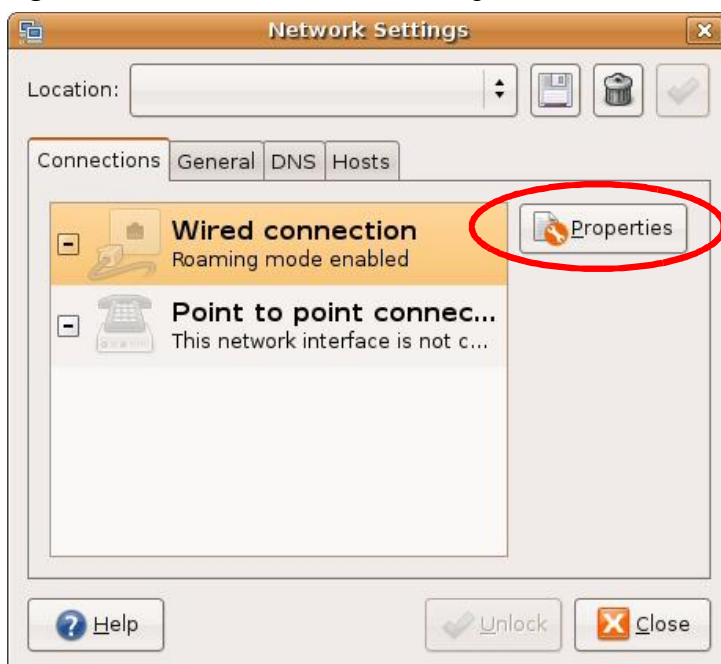 Network Settings
Location:
Connections General DNS Hosts
Wired connection
Roaming mode enabled
Properties
Point to point connec...
This network interface is not c...
Help Unlock Close